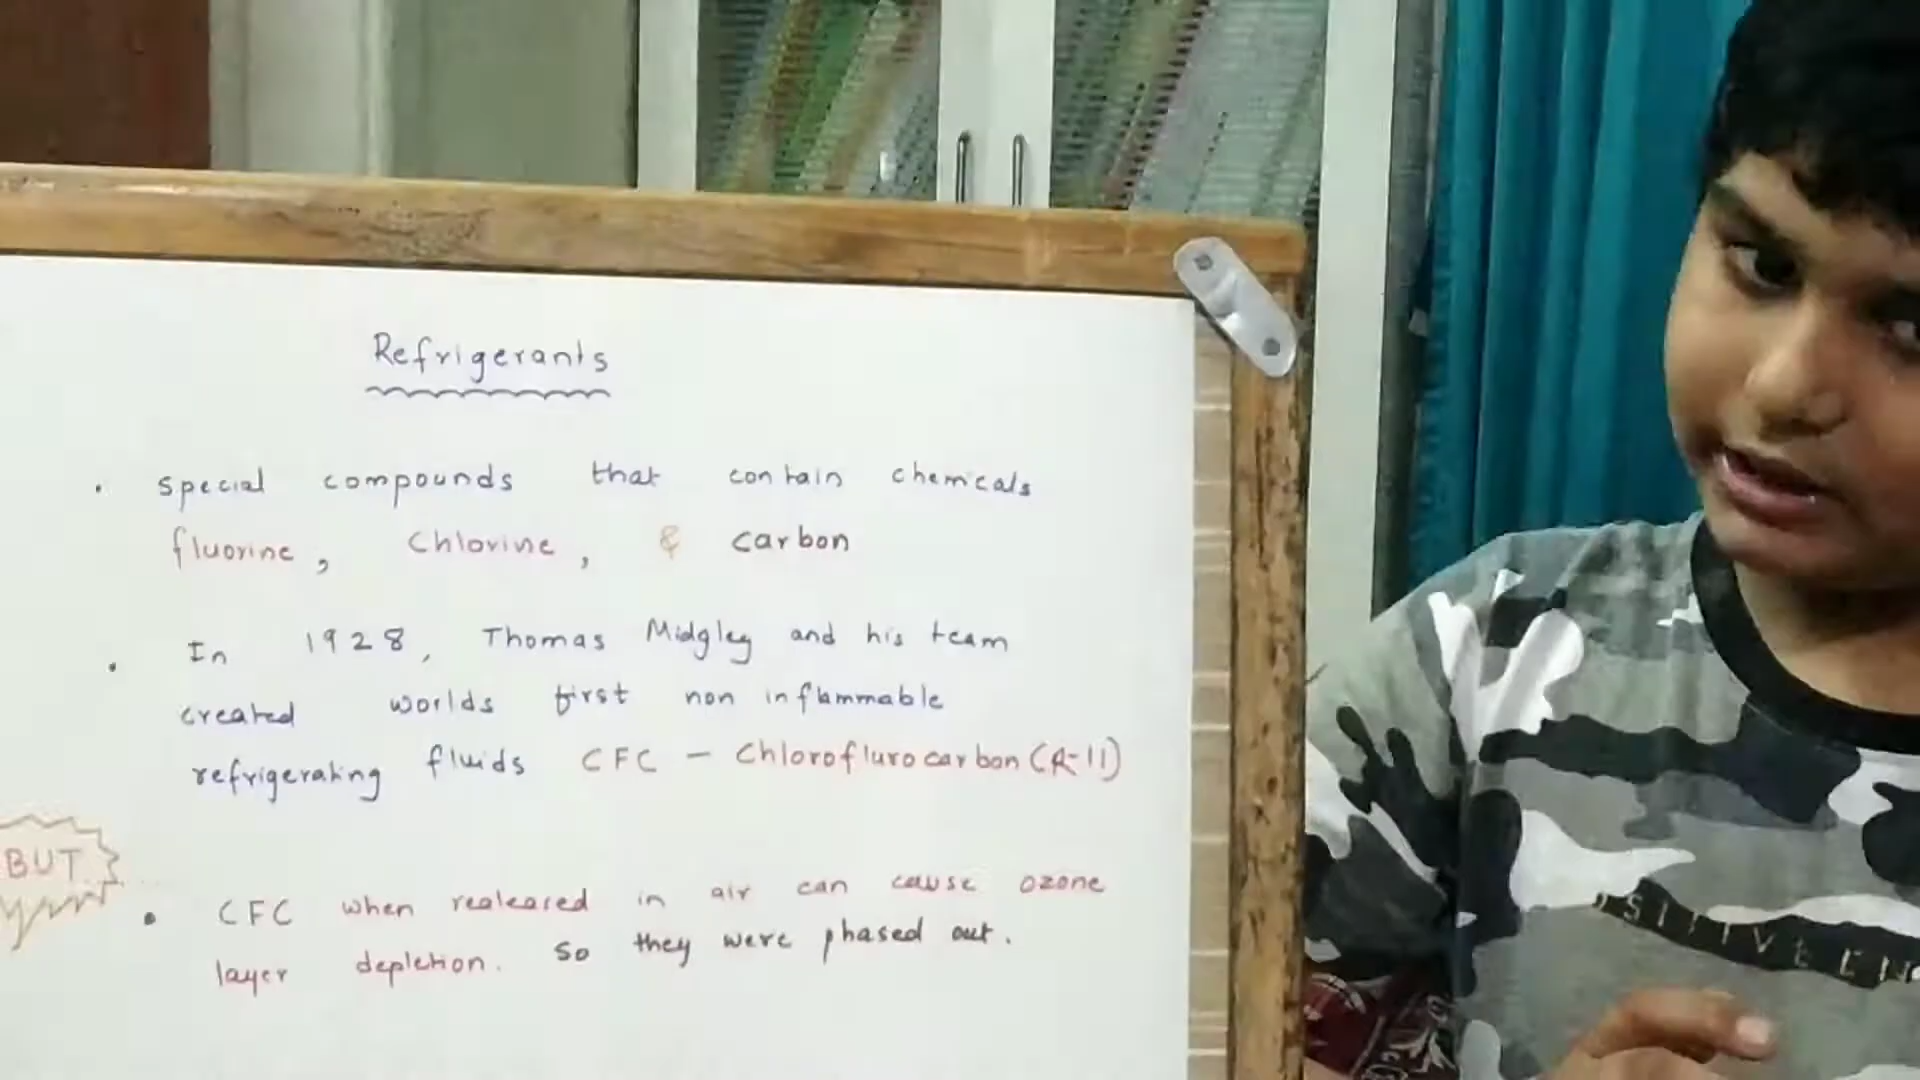 Refrigerants
• special compounds that contain chemicals
fluorine, Chlorine, & carbon
• In 1928, Thomas Midgley and his team
created worlds first non inflammable
refrigerating fluids CFC - Chloroflurocarbon (R-11)
BUT
• CFC when realeared in air can cause ozone
layer depletion. So they were phased out.